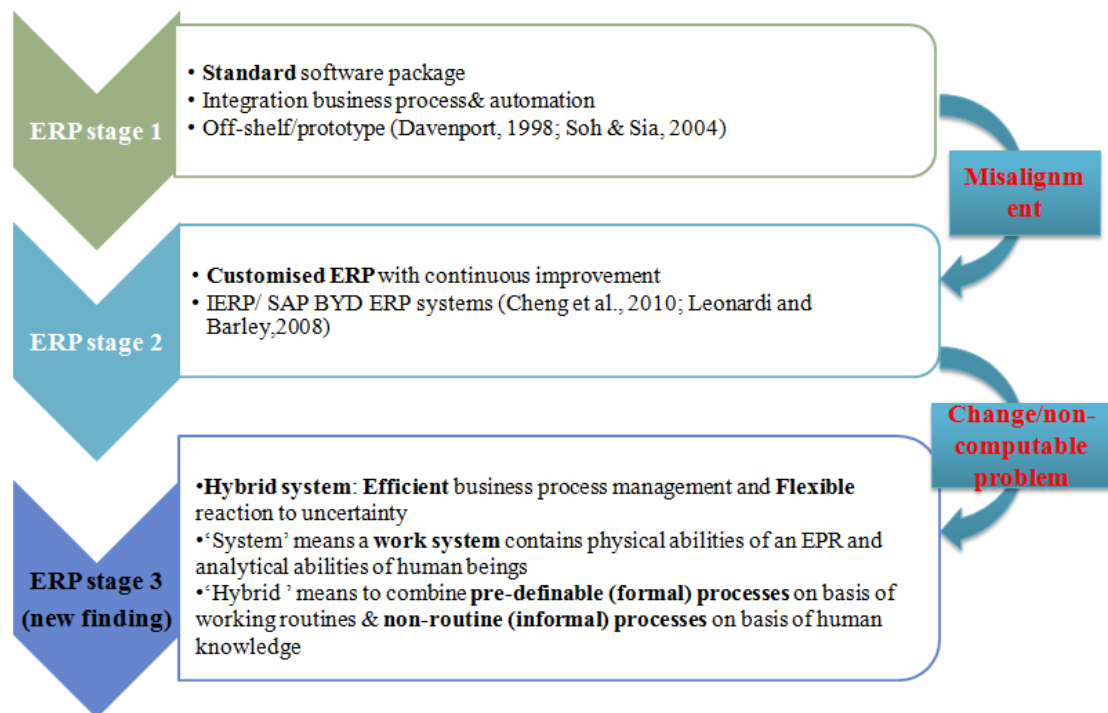 ERP stage 1
• Standard software package
• Integration business process& automation
• Off-shelf/prototype (Davenport, 1998; Soh & Sia, 2004)
Misalignm
ent
ERP stage 2
• Customised ERP with continuous improvement
• IERP/ SAP BYD ERP systems (Cheng et al., 2010; Leonardi and
Barley,2008)
Change/non-
computable
problem
ERP stage 3
(new finding)
•Hybrid system: Efficient business process management and Flexible
reaction to uncertainty
•‘System’ means a work system contains physical abilities of an EPR and
analytical abilities of human beings
•‘Hybrid ’ means to combine pre-definable (formal) processes on basis of
working routines & non-routine (informal) processes on basis of human
knowledge